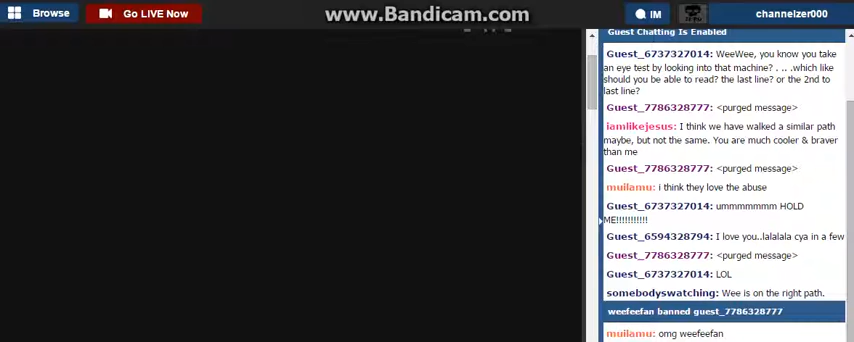 Browse
Go LIVE Now
www.Bandicam.com
IM
channelzer000
Guest Chatting Is Enabled
Guest_6737327014: WeeWee, you know you take
an eye test by looking into that machine? . .. .which like
should you be able to read? the last line? or the 2nd to
last line?
Guest_7786328777: <purged message>
iamlikejesus: I think we have walked a similar path
maybe, but not the same. You are much cooler & braver
than me
Guest_7786328777: <purged message>
muilamu: i think they love the abuse
Guest_6737327014: ummmmmmm HOLD
ME!!!!!!!!!!!
Guest_6594328794: I love you..lalalala cya in a few
Guest_7786328777: <purged message>
Guest_6737327014: LOL
somebodyswatching: Wee is on the right path.
weefeefan banned guest_7786328777
muilamu: omg weefeefan